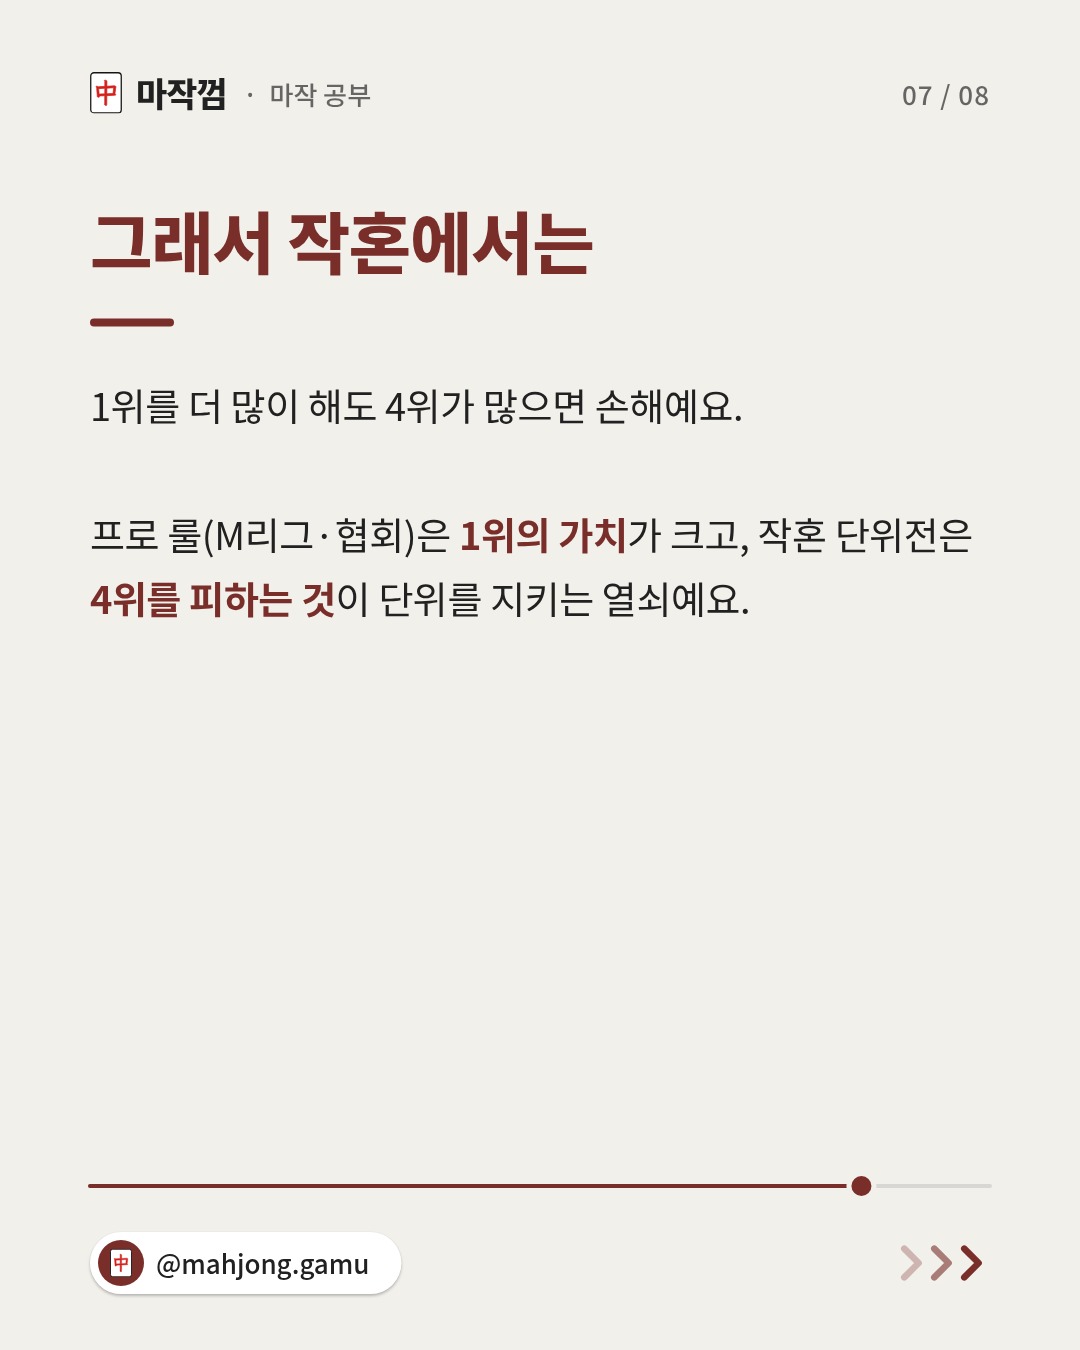 中 마작껌 · 마작 공부
07 / 08
그래서 작혼에서는
1위를 더 많이 해도 4위가 많으면 손해예요.
프로 룰(M리그·협회)은 1위의 가치가 크고, 작혼 단위전은
4위를 피하는 것이 단위를 지키는 열쇠예요.
中 @mahjong.gamu